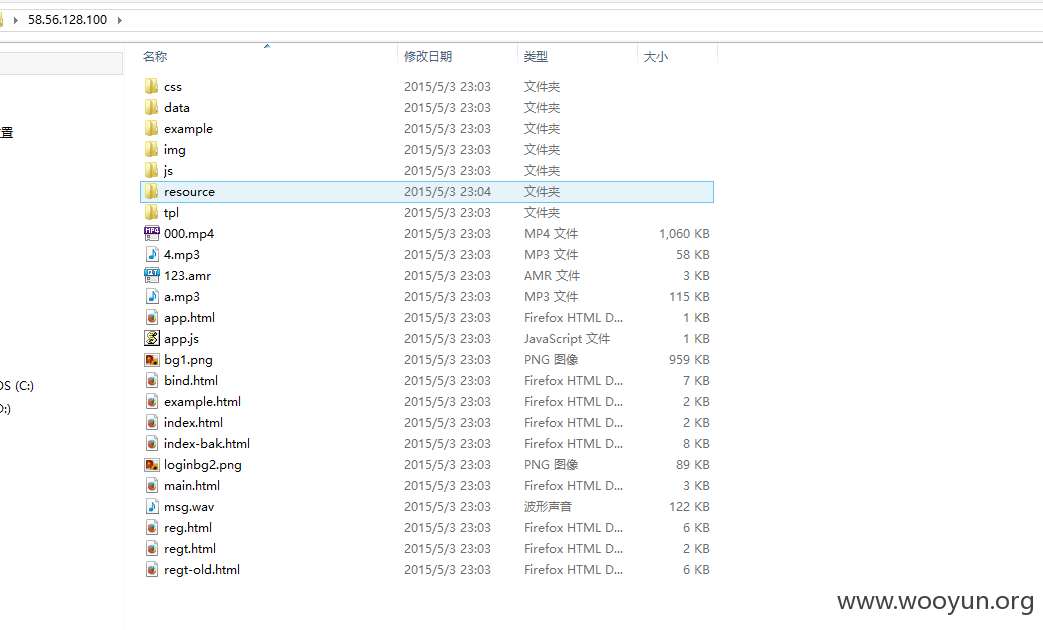 58.56.128.100
名称 修改日期 类型 大小
css 2015/5/3 23:03 文件夹
data 2015/5/3 23:03 文件夹
example 2015/5/3 23:03 文件夹
置
img 2015/5/3 23:03 文件夹
js 2015/5/3 23:03 文件夹
resource 2015/5/3 23:04 文件夹
tpl 2015/5/3 23:03 文件夹
000.mp4 2015/5/3 23:03 MP4 文件 1,060 KB
4.mp3 2015/5/3 23:03 MP3 文件 58 KB
123.amr 2015/5/3 23:03 AMR 文件 3 KB
a.mp3 2015/5/3 23:03 MP3 文件 115 KB
app.html 2015/5/3 23:03 Firefox HTML D... 1 KB
app.js 2015/5/3 23:03 JavaScript 文件 1 KB
bg1.png 2015/5/3 23:03 PNG 图像 959 KB
bind.html 2015/5/3 23:03 Firefox HTML D... 7 KB
OS (C:)
example.html 2015/5/3 23:03 Firefox HTML D... 2 KB
D:)
index.html 2015/5/3 23:03 Firefox HTML D... 2 KB
index-bak.html 2015/5/3 23:03 Firefox HTML D... 8 KB
loginbg2.png 2015/5/3 23:03 PNG 图像 89 KB
main.html 2015/5/3 23:03 Firefox HTML D... 3 KB
msg.wav 2015/5/3 23:03 波形声音 122 KB
reg.html 2015/5/3 23:03 Firefox HTML D... 6 KB
regt.html 2015/5/3 23:03 Firefox HTML D... 2 KB
regt-old.html 2015/5/3 23:03 Firefox HTML D... 6 KB
www.wooyun.org